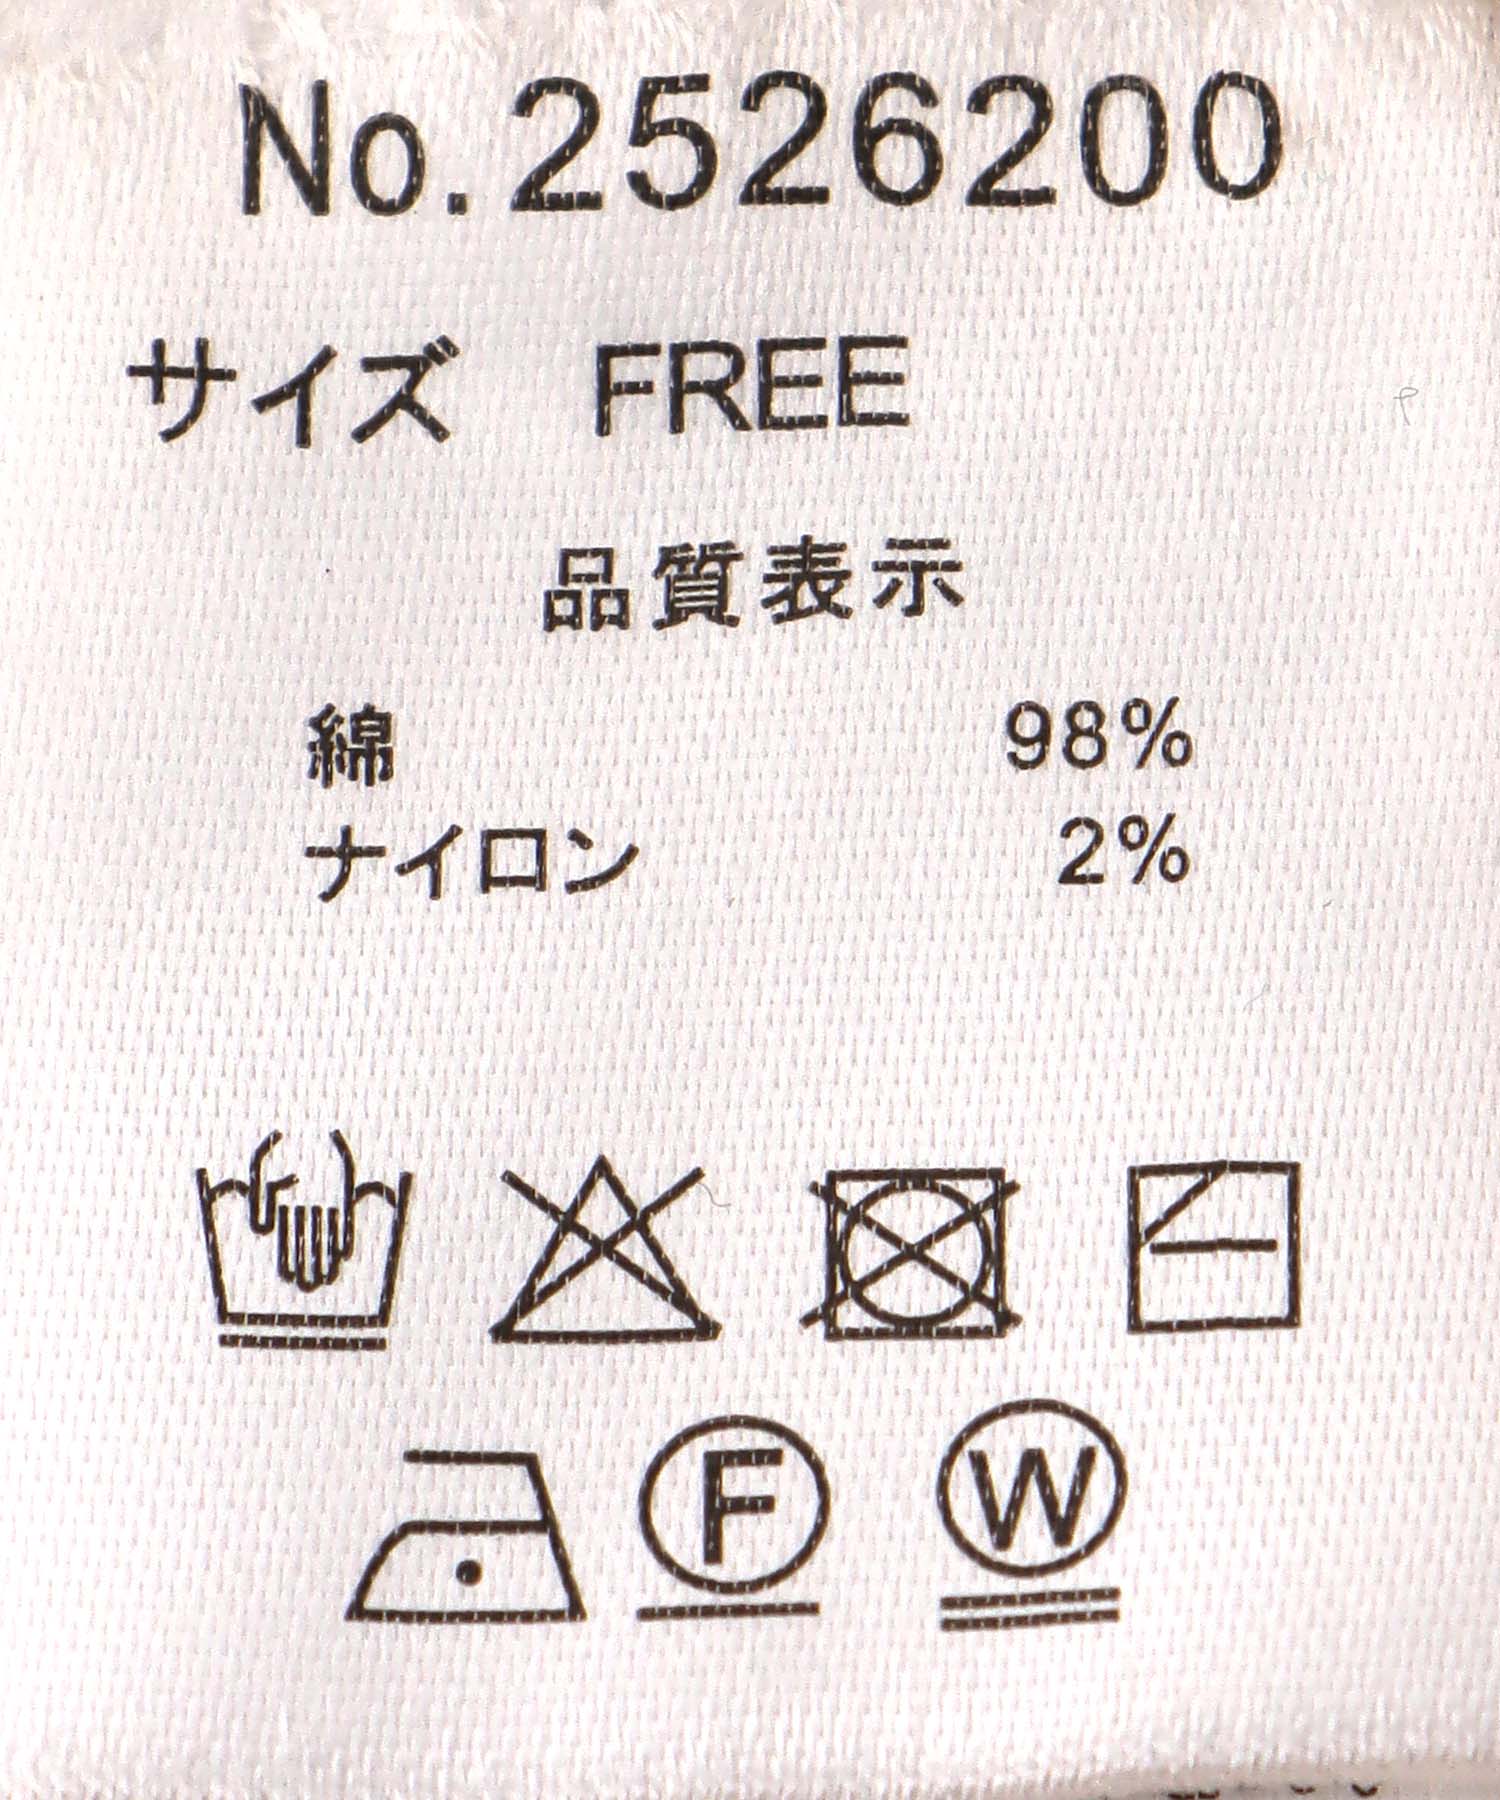 No.2526200
サイズ FREE
品質表示
綿 98%
ナイロン 2%
F W